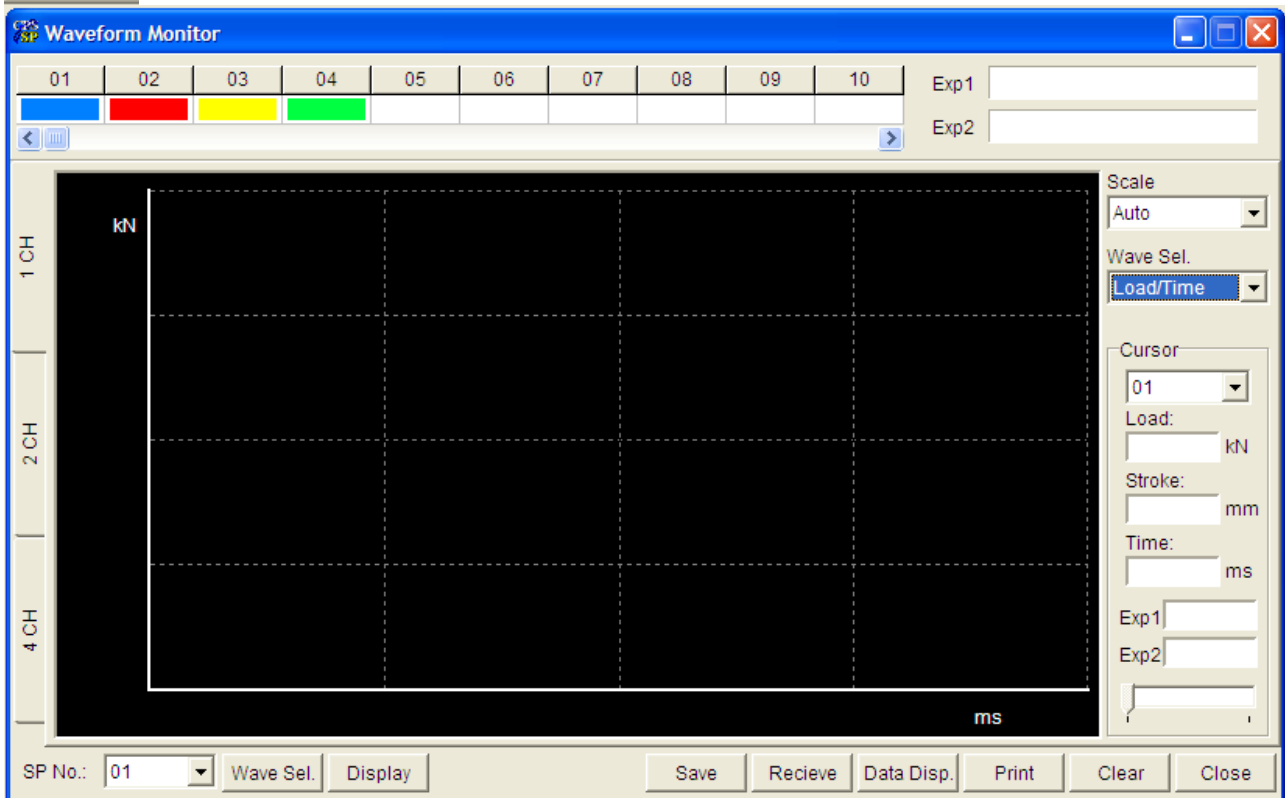 CPS
SP
Waveform Monitor
01 02 03 04 05 06 07 08 09 10
Exp1
Exp2
1 CH
2 CH
4 CH
kN
ms
Scale
Auto
Wave Sel.
Load/Time
Cursor
01
Load:
kN
Stroke:
mm
Time:
ms
Exp1
Exp2
SP No.: 01 Wave Sel. Display Save Recieve Data Disp. Print Clear Close